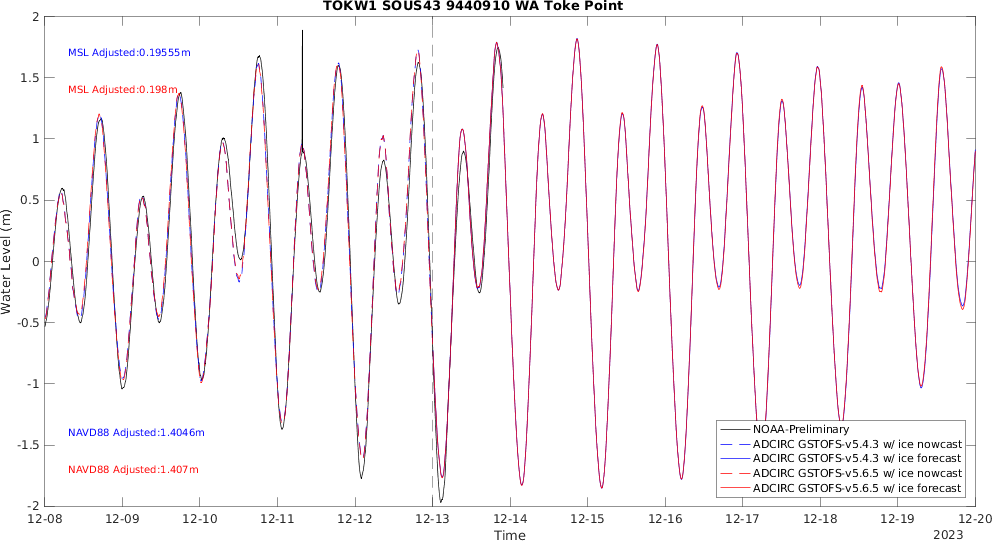 TOKW1 SOUS43 9440910 WA Toke Point
2
1.5
1
0.5
0
-0.5
-1
-1.5
-2
Water Level (m)
MSL Adjusted:0.19555m
MSL Adjusted:0.198m
NAVD88 Adjusted:1.4046m
NAVD88 Adjusted:1.407m
NOAA-Preliminary
ADCIRC GSTOFS-v5.4.3 w/ ice nowcast
ADCIRC GSTOFS-v5.4.3 w/ ice forecast
ADCIRC GSTOFS-v5.6.5 w/ ice nowcast
ADCIRC GSTOFS-v5.6.5 w/ ice forecast
12-08 12-09 12-10 12-11 12-12 12-13 12-14 12-15 12-16 12-17 12-18 12-19 12-20
Time
2023